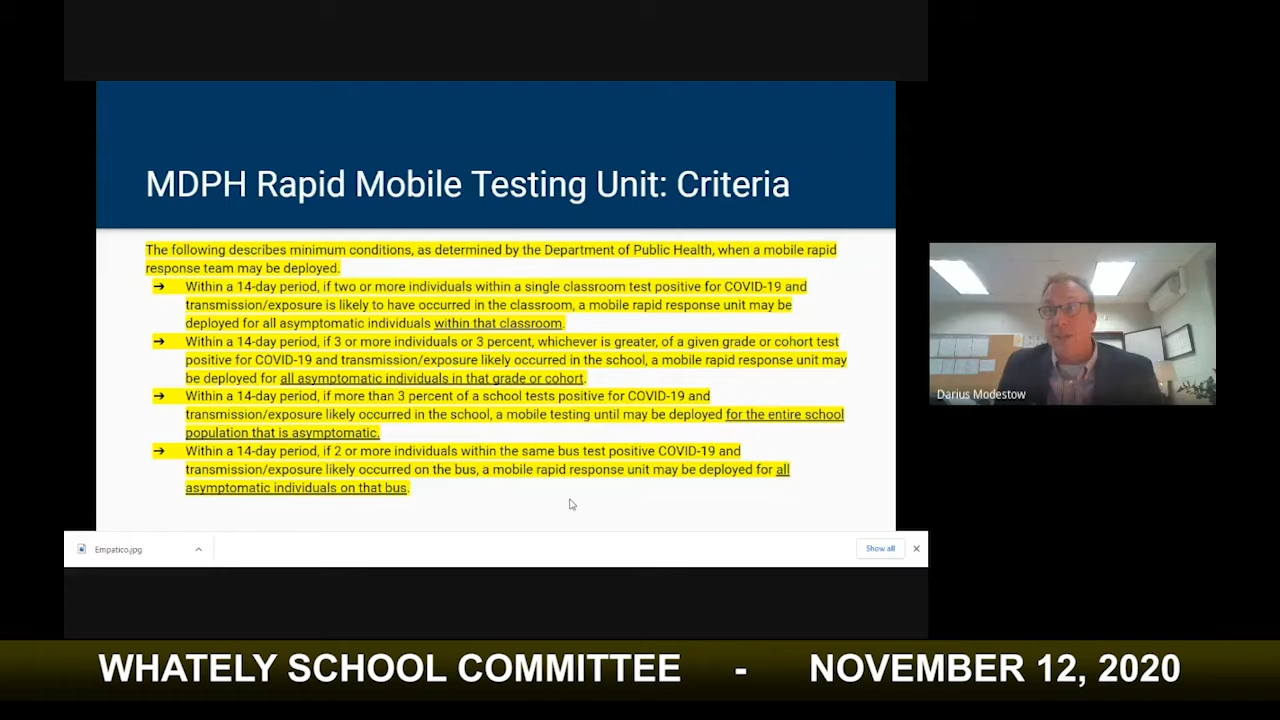 MDPH Rapid Mobile Testing Unit: Criteria
The following describes minimum conditions, as determined by the Department of Public Health, when a mobile rapid
response team may be deployed.
➔ Within a 14-day period, if two or more individuals within a single classroom test positive for COVID-19 and
transmission/exposure is likely to have occurred in the classroom, a mobile rapid response unit may be
deployed for all asymptomatic individuals within that classroom.
➔ Within a 14-day period, if 3 or more individuals or 3 percent, whichever is greater, of a given grade or cohort test
positive for COVID-19 and transmission/exposure likely occurred in the school, a mobile rapid response unit may
be deployed for all asymptomatic individuals in that grade or cohort.
➔ Within a 14-day period, if more than 3 percent of a school tests positive for COVID-19 and
transmission/exposure likely occurred in the school, a mobile testing until may be deployed for the entire school
population that is asymptomatic.
➔ Within a 14-day period, if 2 or more individuals within the same bus test positive COVID-19 and
transmission/exposure likely occurred on the bus, a mobile rapid response unit may be deployed for all
asymptomatic individuals on that bus.
Darius Modestow
Empatico.jpg
Show all
WHATELY SCHOOL COMMITTEE - NOVEMBER 12, 2020